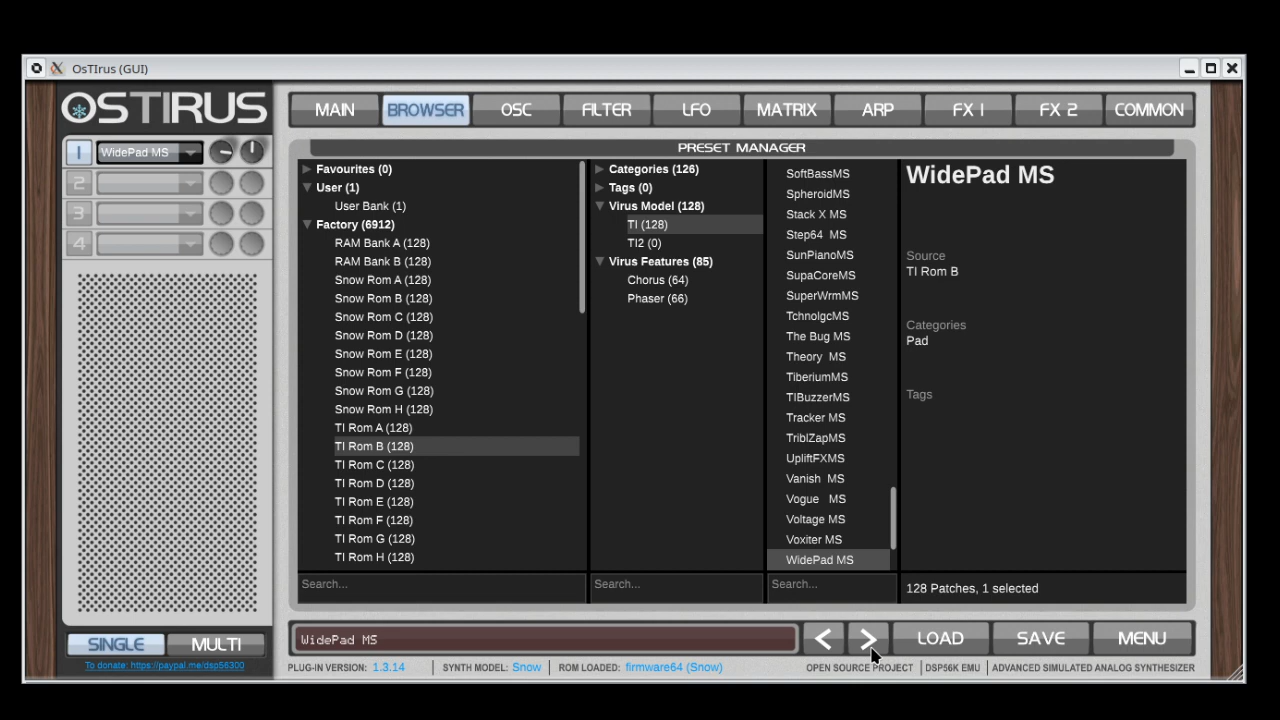 OsTIrus (GUI)
OSTIRUS
MAIN
BROWSER
OSC
FILTER
LFO
MATRIX
ARP
FX 1
FX 2
COMMON
1
WidePad MS
2
3
4
PRESET MANAGER
Favourites (0)
User (1)
User Bank (1)
Factory (6912)
RAM Bank A (128)
RAM Bank B (128)
Snow Rom A (128)
Snow Rom B (128)
Snow Rom C (128)
Snow Rom D (128)
Snow Rom E (128)
Snow Rom F (128)
Snow Rom G (128)
Snow Rom H (128)
TI Rom A (128)
TI Rom B (128)
TI Rom C (128)
TI Rom D (128)
TI Rom E (128)
TI Rom F (128)
TI Rom G (128)
TI Rom H (128)
Search...
Categories (126)
Tags (0)
Virus Model (128)
TI (128)
TI2 (0)
Virus Features (85)
Chorus (64)
Phaser (66)
Search...
SoftBassMS
SpheroidMS
Stack X MS
Step64 MS
SunPianoMS
SupaCoreMS
SuperWrmMS
TchnolgcMS
The Bug MS
Theory MS
TiberiumMS
TIBuzzerMS
Tracker MS
TriblZapMS
UpliftFXMS
Vanish MS
Vogue MS
Voltage MS
Voxiter MS
WidePad MS
Search...
WidePad MS
Source
TI Rom B
Categories
Pad
Tags
128 Patches, 1 selected
SINGLE
MULTI
To donate: https://paypal.me/dsp56300
WidePad MS
<
>
LOAD
SAVE
MENU
PLUG-IN VERSION: 1.3.14
SYNTH MODEL: Snow
ROM LOADED: firmware64 (Snow)
OPEN SOURCE PROJECT
DSP56K EMU
ADVANCED SIMULATED ANALOG SYNTHESIZER